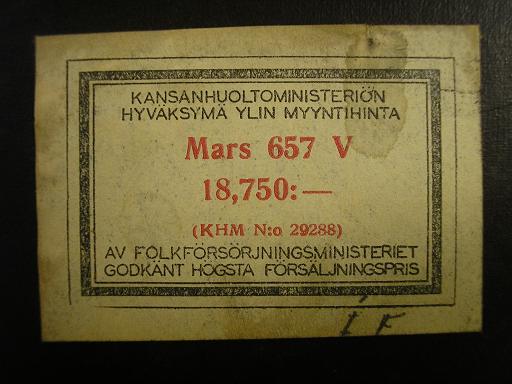 KANSANHUOLTOMINISTERIÖN
HYVÄKSYMÄ YLIN MYYNTIHINTA
Mars 657 V
18,750:—
(KHM N:o 29288)
AV FOLKFÖRSÖRJNINGSMINISTERIET
GODKÄNT HÖGSTA FÖRSÄLJNINGSPRIS